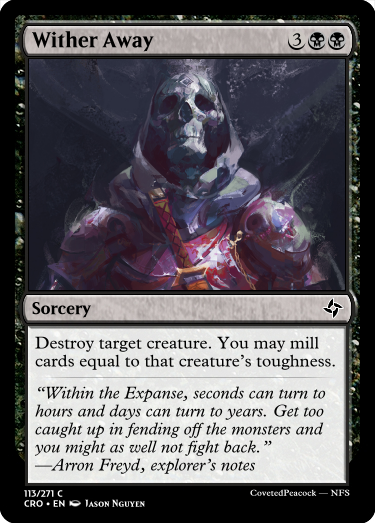 Wither Away 3
Sorcery
Destroy target creature. You may mill
cards equal to that creature's toughness.
“Within the Expanse, seconds can turn to
hours and days can turn to years. Get too
caught up in fending off the monsters and
you might as well not fight back.”
—Arron Freyd, explorer's notes
113/271 C
CRO • EN Jason Nguyen
CovetedPeacock — NFS